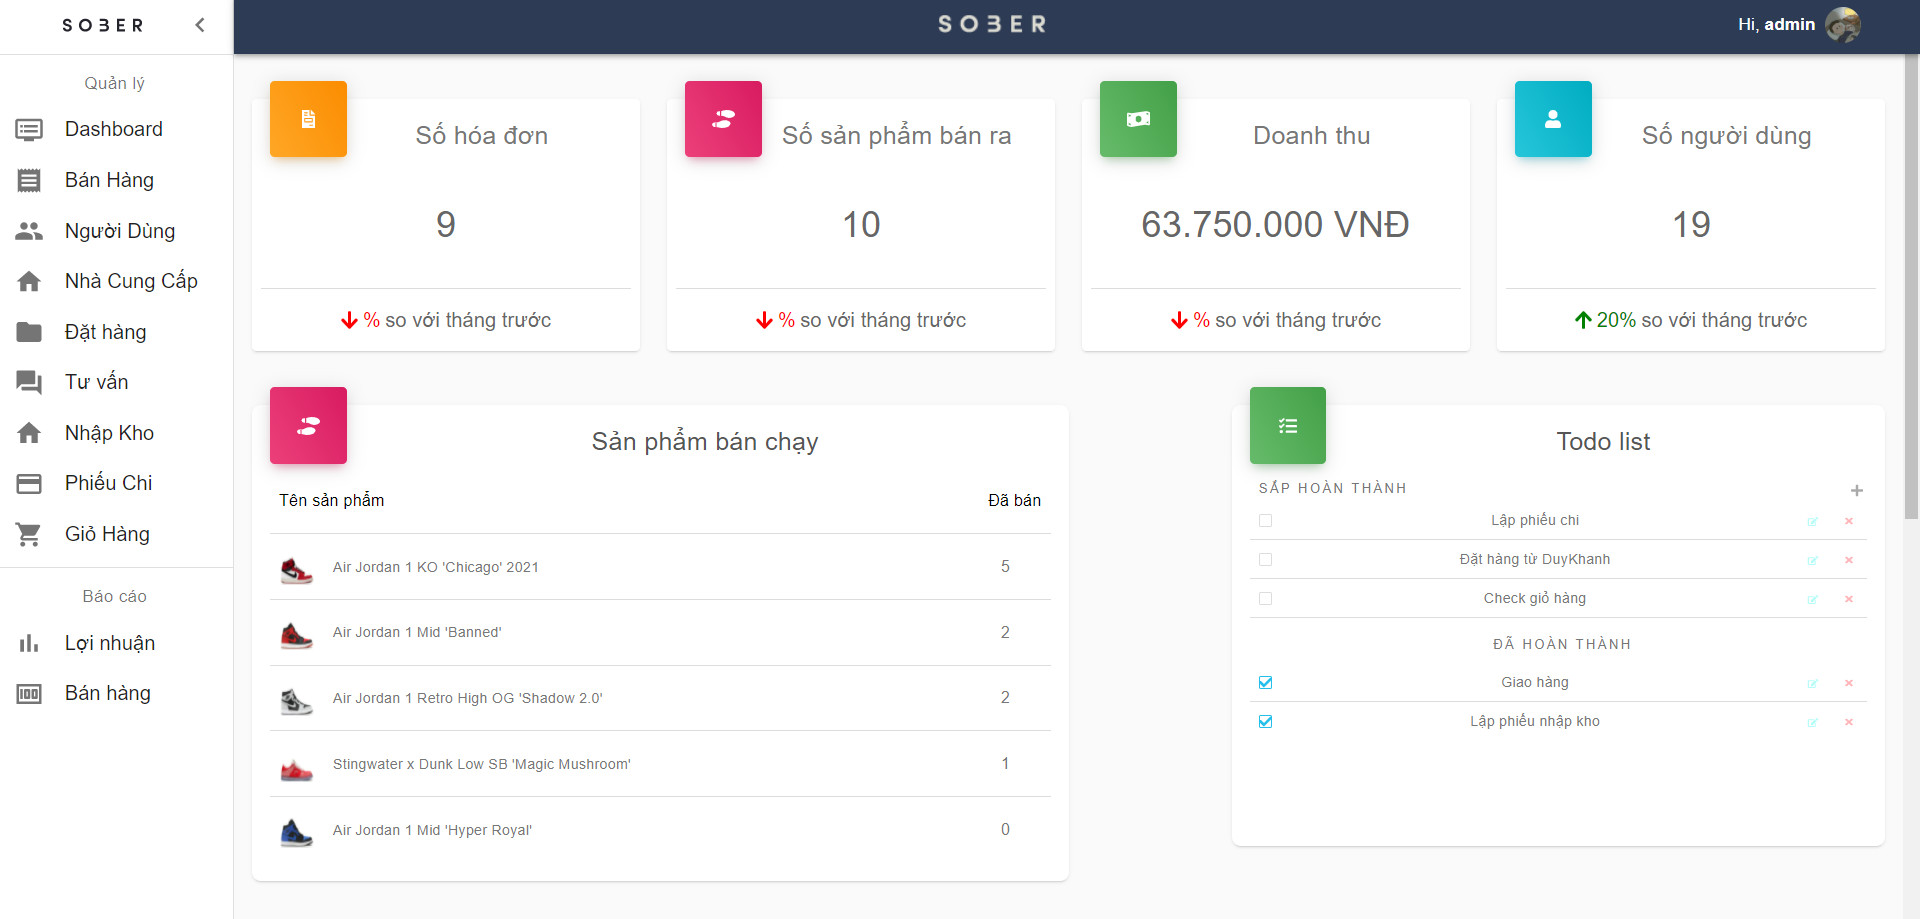 SOBER
SOBER
Hi, admin
Quản lý
Dashboard
Bán Hàng
Người Dùng
Nhà Cung Cấp
Đặt hàng
Tư vấn
Nhập Kho
Phiếu Chi
Giỏ Hàng
Báo cáo
Lợi nhuận
Bán hàng
Số hóa đơn
9
% so với tháng trước
Số sản phẩm bán ra
10
% so với tháng trước
Doanh thu
63.750.000 VNĐ
% so với tháng trước
Số người dùng
19
20% so với tháng trước
Sản phẩm bán chạy
Tên sản phẩm Đã bán
Air Jordan 1 KO 'Chicago' 2021 5
Air Jordan 1 Mid 'Banned' 2
Air Jordan 1 Retro High OG 'Shadow 2.0' 2
Stingwater x Dunk Low SB 'Magic Mushroom' 1
Air Jordan 1 Mid 'Hyper Royal' 0
Todo list
SẮP HOÀN THÀNH
Lập phiếu chi
Đặt hàng từ DuyKhanh
Check giỏ hàng
ĐÃ HOÀN THÀNH
Giao hàng
Lập phiếu nhập kho